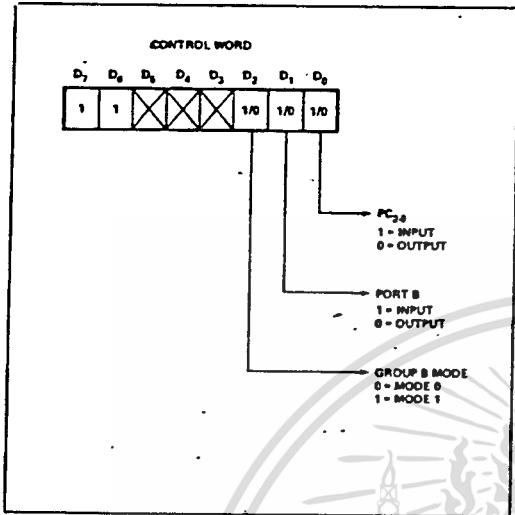 CONTROL WORD
D7 D6 D5 D4 D3 D2 D1 D0
1 1 1/0 1/0 1/0
PC2-0
1 = INPUT
0 = OUTPUT
PORT B
1 = INPUT
0 = OUTPUT
GROUP B MODE
0 = MODE 0
1 = MODE 1